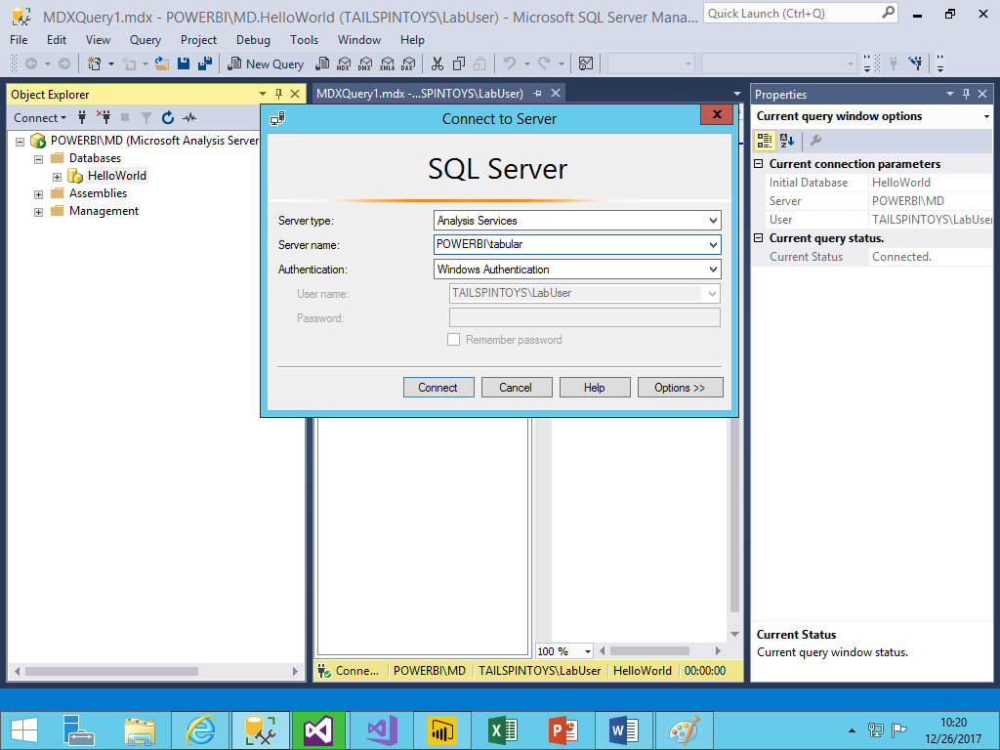 MDXQuery1.mdx - POWERBI\MD.HelloWorld (TAILSPINTOYS\LabUser) - Microsoft SQL Server Mana...
Quick Launch (Ctrl+Q)
File Edit View Query Project Debug Tools Window Help
New Query MDX DMX XMLA DAX
Object Explorer
Connect
POWERBI\MD (Microsoft Analysis Server
Databases
HelloWorld
Assemblies
Management
MDXQuery1.mdx -...SPINTOYS\LabUser)
Connect to Server
SQL Server
Server type: Analysis Services
Server name: POWERBI\tabular
Authentication: Windows Authentication
User name: TAILSPINTOYS\LabUser
Password:
Remember password
Connect Cancel Help Options >>
100 %
Conne... POWERBI\MD TAILSPINTOYS\LabUser HelloWorld 00:00:00
Properties
Current query window options
Current connection parameters
Initial Database HelloWorld
Server POWERBI\MD
User TAILSPINTOYS\LabUser
Current query status.
Current Status Connected.
Current Status
Current query window status.
10:20
12/26/2017